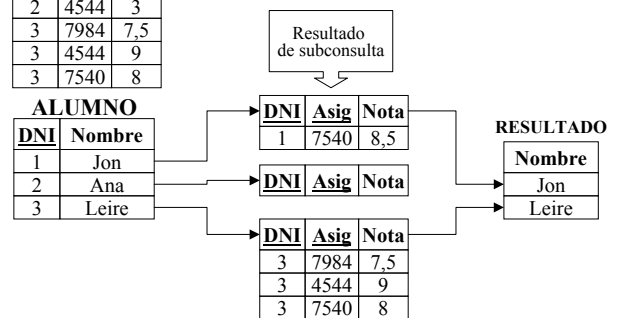 2 4544 3
3 7984 7,5
3 4544 9
3 7540 8
Resultado
de subconsulta
ALUMNO
DNI Nombre
1 Jon
2 Ana
3 Leire
DNI Asig Nota
1 7540 8,5
DNI Asig Nota
DNI Asig Nota
3 7984 7,5
3 4544 9
3 7540 8
RESULTADO
Nombre
Jon
Leire